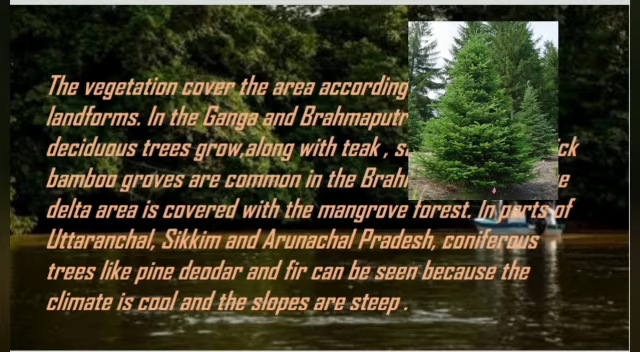 The vegetation cover the area according
landforms. In the Ganga and
deciduous trees grow,along with teak ,
bamboo groves are common in the
delta area is covered with the mangrove forest. In parts of
Uttaranchal, Sikkim and Arunachal Pradesh, coniferous
trees like pine deodar and fir can be seen because the
climate is cool and the slopes are steep .